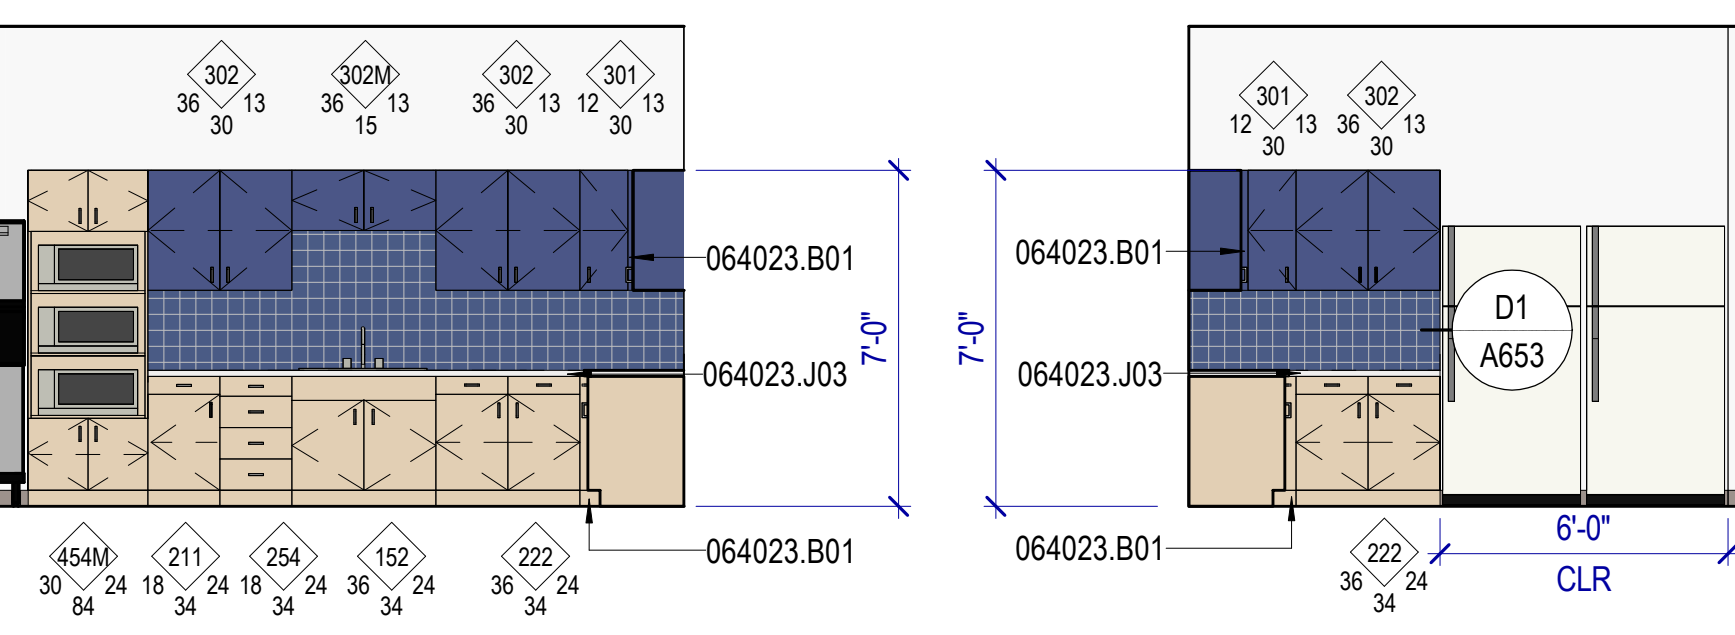 302 302M 302 301
36 13 36 13 36 13 12 13
30 15 30 30
301 302
12 13 36 13
30 30
064023.B01
064023.B01
7'-0"
7'-0"
D1
A653
064023.J03
064023.J03
6'-0"
CLR
064023.B01
064023.B01
454M 211 254 152 222
30 24 18 24 18 24 36 24 36 24
84 34 34 34 34
222
36 24
34